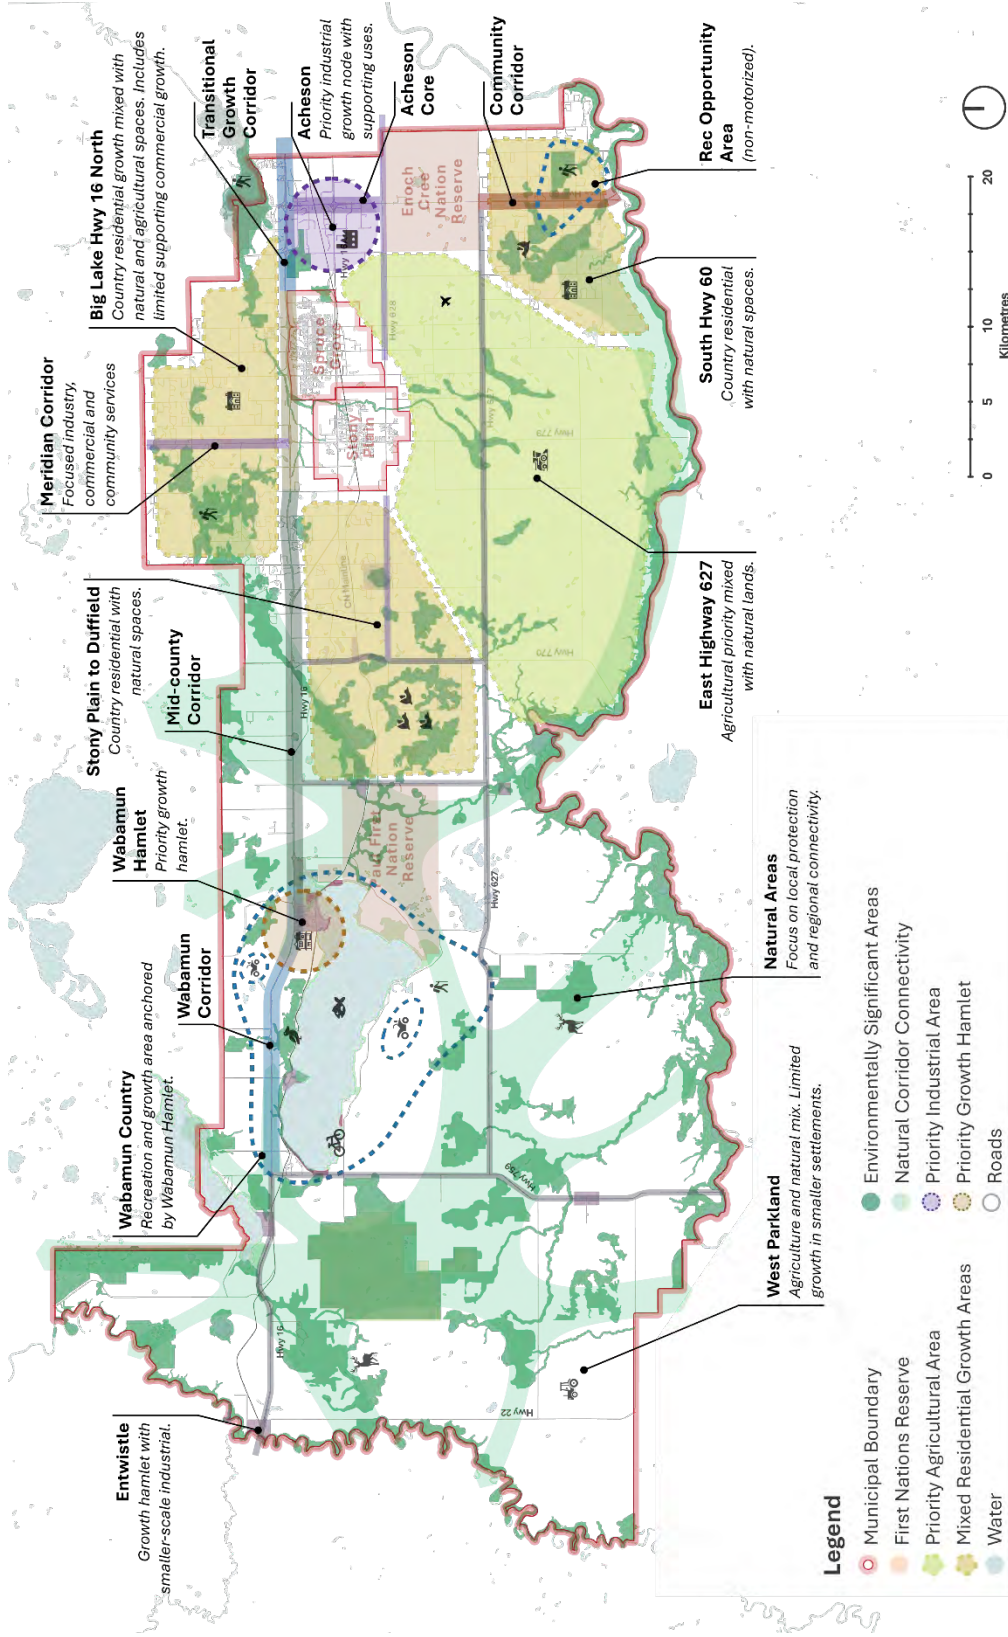 Entwistle
Growth hamlet with
smaller-scale industrial.
Wabamun Country
Recreation and growth area anchored
by Wabamun Hamlet.
Wabamun
Corridor
Wabamun
Hamlet
Priority growth
hamlet.
Mid-county
Corridor
Stony Plain to Duffield
Country residential with
natural spaces.
Meridian Corridor
Focused industry,
commercial and
community services
Big Lake Hwy 16 North
Country residential growth mixed with
natural and agricultural spaces. Includes
limited supporting commercial growth.
Transitional
Growth
Corridor
Acheson
Priority industrial
growth node with
supporting uses.
Acheson
Core
Community
Corridor
Rec Opportunity
Area
(non-motorized).
South Hwy 60
Country residential
with natural spaces.
East Highway 627
Agricultural priority mixed
with natural lands.
Natural Areas
Focus on local protection
and regional connectivity.
West Parkland
Agriculture and natural mix. Limited
growth in smaller settlements.
Hwy 16
Hwy 22
Hwy 759
Hwy 627
Hwy 16
CN Mainline
Hwy 770
Hwy 779
Hwy 628
First
Nation
Reserve
Stony
Plain
Spruce
Grove
Enoch
Cree
Nation
Reserve
Legend
Municipal Boundary
First Nations Reserve
Priority Agricultural Area
Mixed Residential Growth Areas
Water
Environmentally Significant Areas
Natural Corridor Connectivity
Priority Industrial Area
Priority Growth Hamlet
Roads
0 5 10 20
Kilometres